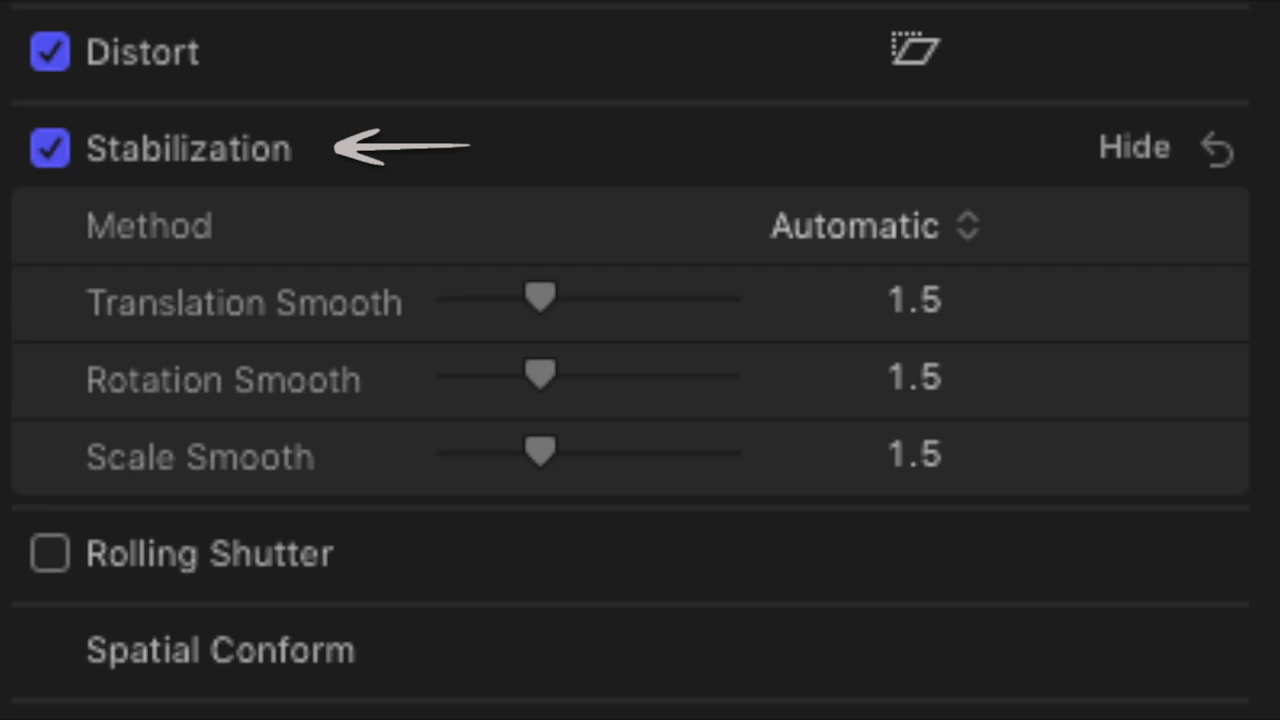 Distort
Stabilization Hide
Method Automatic
Translation Smooth 1.5
Rotation Smooth 1.5
Scale Smooth 1.5
Rolling Shutter
Spatial Conform